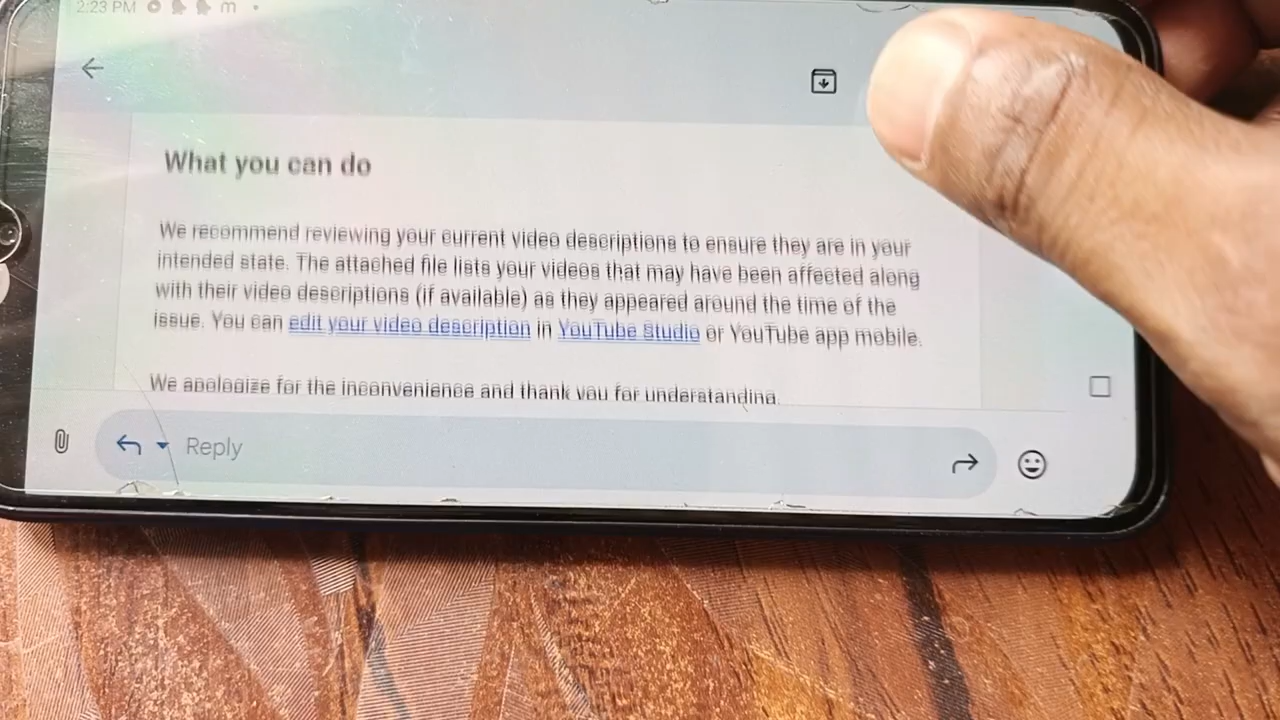 2:23 PM
What you can do
We recommend reviewing your current video descriptions to ensure they are in your
intended state. The attached file lists your videos that may have been affected along
with their video descriptions (if available) as they appeared around the time of the
issue. You can edit your video description in YouTube Studio or YouTube app mobile.
We apologize for the inconvenience and thank you for understanding.
Reply